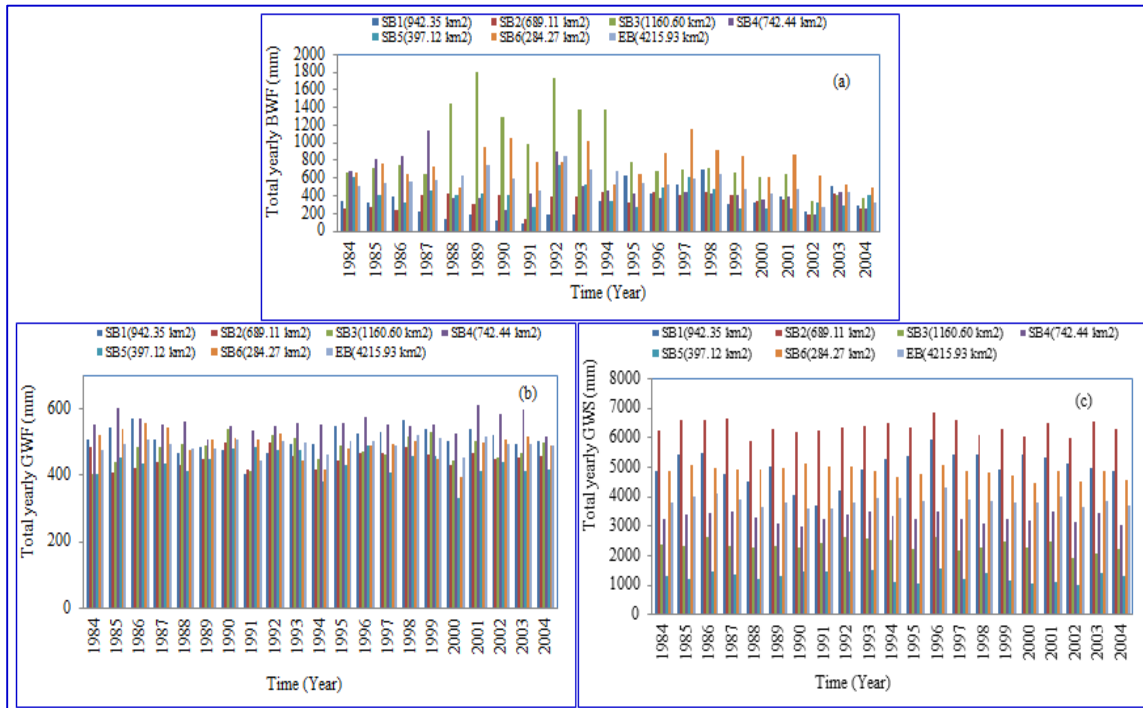 SB1(942.35 km2) SB2(689.11 km2) SB3(1160.60 km2) SB4(742.44 km2)
SB5(397.12 km2) SB6(284.27 km2) EB(4215.93 km2)
Total yearly BWF (mm)
2000
1800
1600
1400
1200
1000
800
600
400
200
0
(a)
1984 1985 1986 1987 1988 1989 1990 1991 1992 1993 1994 1995 1996 1997 1998 1999 2000 2001 2002 2003 2004
Time (Year)
SB1(942.35 km2) SB2(689.11 km2) SB3(1160.60 km2) SB4(742.44 km2)
SB5(397.12 km2) SB6(284.27 km2) EB(4215.93 km2)
Total yearly GWF (mm)
600
400
200
0
(b)
1984 1985 1986 1987 1988 1989 1990 1991 1992 1993 1994 1995 1996 1997 1998 1999 2000 2001 2002 2003 2004
Time (Year)
SB1(942.35 km2) SB2(689.11 km2) SB3(1160.60 km2) SB4(742.44 km2)
SB5(397.12 km2) SB6(284.27 km2) EB(4215.93 km2)
Total yearly GWS (mm)
8000
7000
6000
5000
4000
3000
2000
1000
0
(c)
1984 1985 1986 1987 1988 1989 1990 1991 1992 1993 1994 1995 1996 1997 1998 1999 2000 2001 2002 2003 2004
Time (Year)